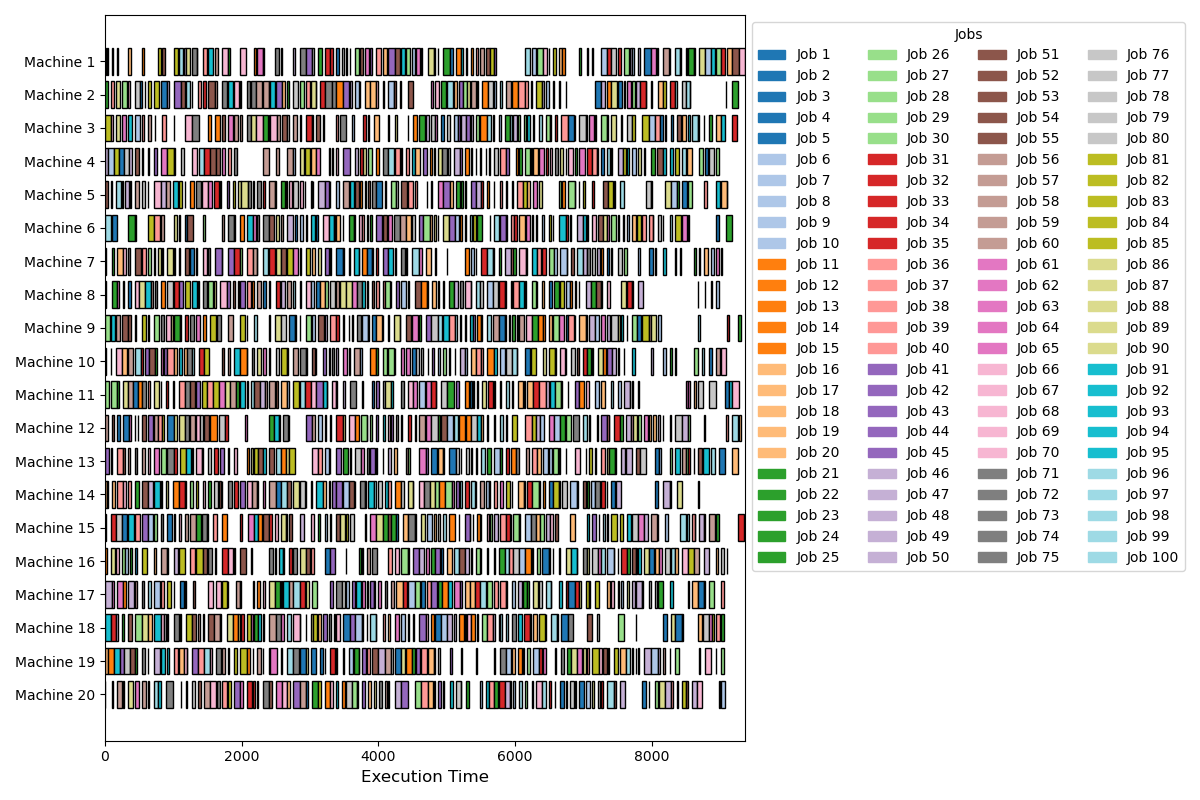 Jobs
Machine 1
Machine 2
Machine 3
Machine 4
Machine 5
Machine 6
Machine 7
Machine 8
Machine 9
Machine 10
Machine 11
Machine 12
Machine 13
Machine 14
Machine 15
Machine 16
Machine 17
Machine 18
Machine 19
Machine 20
0 2000 4000 6000 8000
Execution Time
Job 1 Job 26 Job 51 Job 76
Job 2 Job 27 Job 52 Job 77
Job 3 Job 28 Job 53 Job 78
Job 4 Job 29 Job 54 Job 79
Job 5 Job 30 Job 55 Job 80
Job 6 Job 31 Job 56 Job 81
Job 7 Job 32 Job 57 Job 82
Job 8 Job 33 Job 58 Job 83
Job 9 Job 34 Job 59 Job 84
Job 10 Job 35 Job 60 Job 85
Job 11 Job 36 Job 61 Job 86
Job 12 Job 37 Job 62 Job 87
Job 13 Job 38 Job 63 Job 88
Job 14 Job 39 Job 64 Job 89
Job 15 Job 40 Job 65 Job 90
Job 16 Job 41 Job 66 Job 91
Job 17 Job 42 Job 67 Job 92
Job 18 Job 43 Job 68 Job 93
Job 19 Job 44 Job 69 Job 94
Job 20 Job 45 Job 70 Job 95
Job 21 Job 46 Job 71 Job 96
Job 22 Job 47 Job 72 Job 97
Job 23 Job 48 Job 73 Job 98
Job 24 Job 49 Job 74 Job 99
Job 25 Job 50 Job 75 Job 100